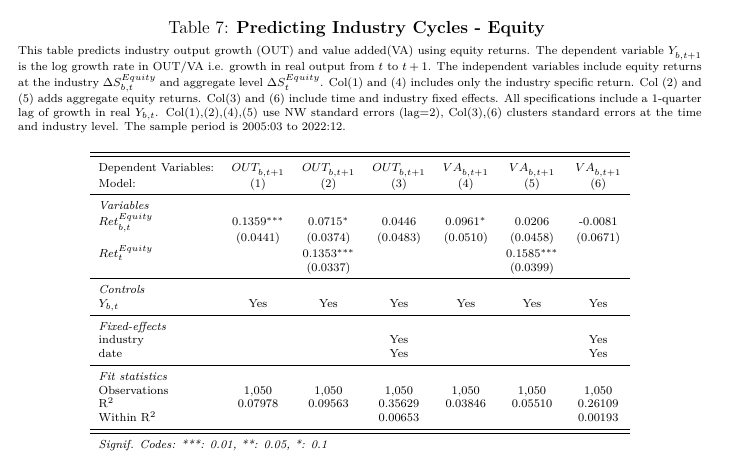 Table 7: Predicting Industry Cycles - Equity
This table predicts industry output growth (OUT) and value added(VA) using equity returns. The dependent variable $Y_{b,t+1}$
is the log growth rate in OUT/VA i.e. growth in real output from $t$ to $t+1$. The independent variables include equity returns
at the industry $\Delta S_{b,t}^{Equity}$ and aggregate level $\Delta S_t^{Equity}$. Col(1) and (4) includes only the industry specific return. Col (2) and
(5) adds aggregate equity returns. Col(3) and (6) include time and industry fixed effects. All specifications include a 1-quarter
lag of growth in real $Y_{b,t}$. Col(1),(2),(4),(5) use NW standard errors (lag=2), Col(3),(6) clusters standard errors at the time
and industry level. The sample period is 2005:03 to 2022:12.
Dependent Variables: $OUT_{b,t+1}$ $OUT_{b,t+1}$ $OUT_{b,t+1}$ $VA_{b,t+1}$ $VA_{b,t+1}$ $VA_{b,t+1}$
Model: (1) (2) (3) (4) (5) (6)
Variables
$Ret_{b,t}^{Equity}$ 0.1359*** 0.0715* 0.0446 0.0961* 0.0206 -0.0081
(0.0441) (0.0374) (0.0483) (0.0510) (0.0458) (0.0671)
$Ret_t^{Equity}$ 0.1353*** 0.1585***
(0.0337) (0.0399)
Controls
$Y_{b,t}$ Yes Yes Yes Yes Yes Yes
Fixed-effects
industry Yes Yes
date Yes Yes
Fit statistics
Observations 1,050 1,050 1,050 1,050 1,050 1,050
R$^2$ 0.07978 0.09563 0.35629 0.03846 0.05510 0.26109
Within R$^2$ 0.00653 0.00193
Signif. Codes: ***: 0.01, **: 0.05, *: 0.1